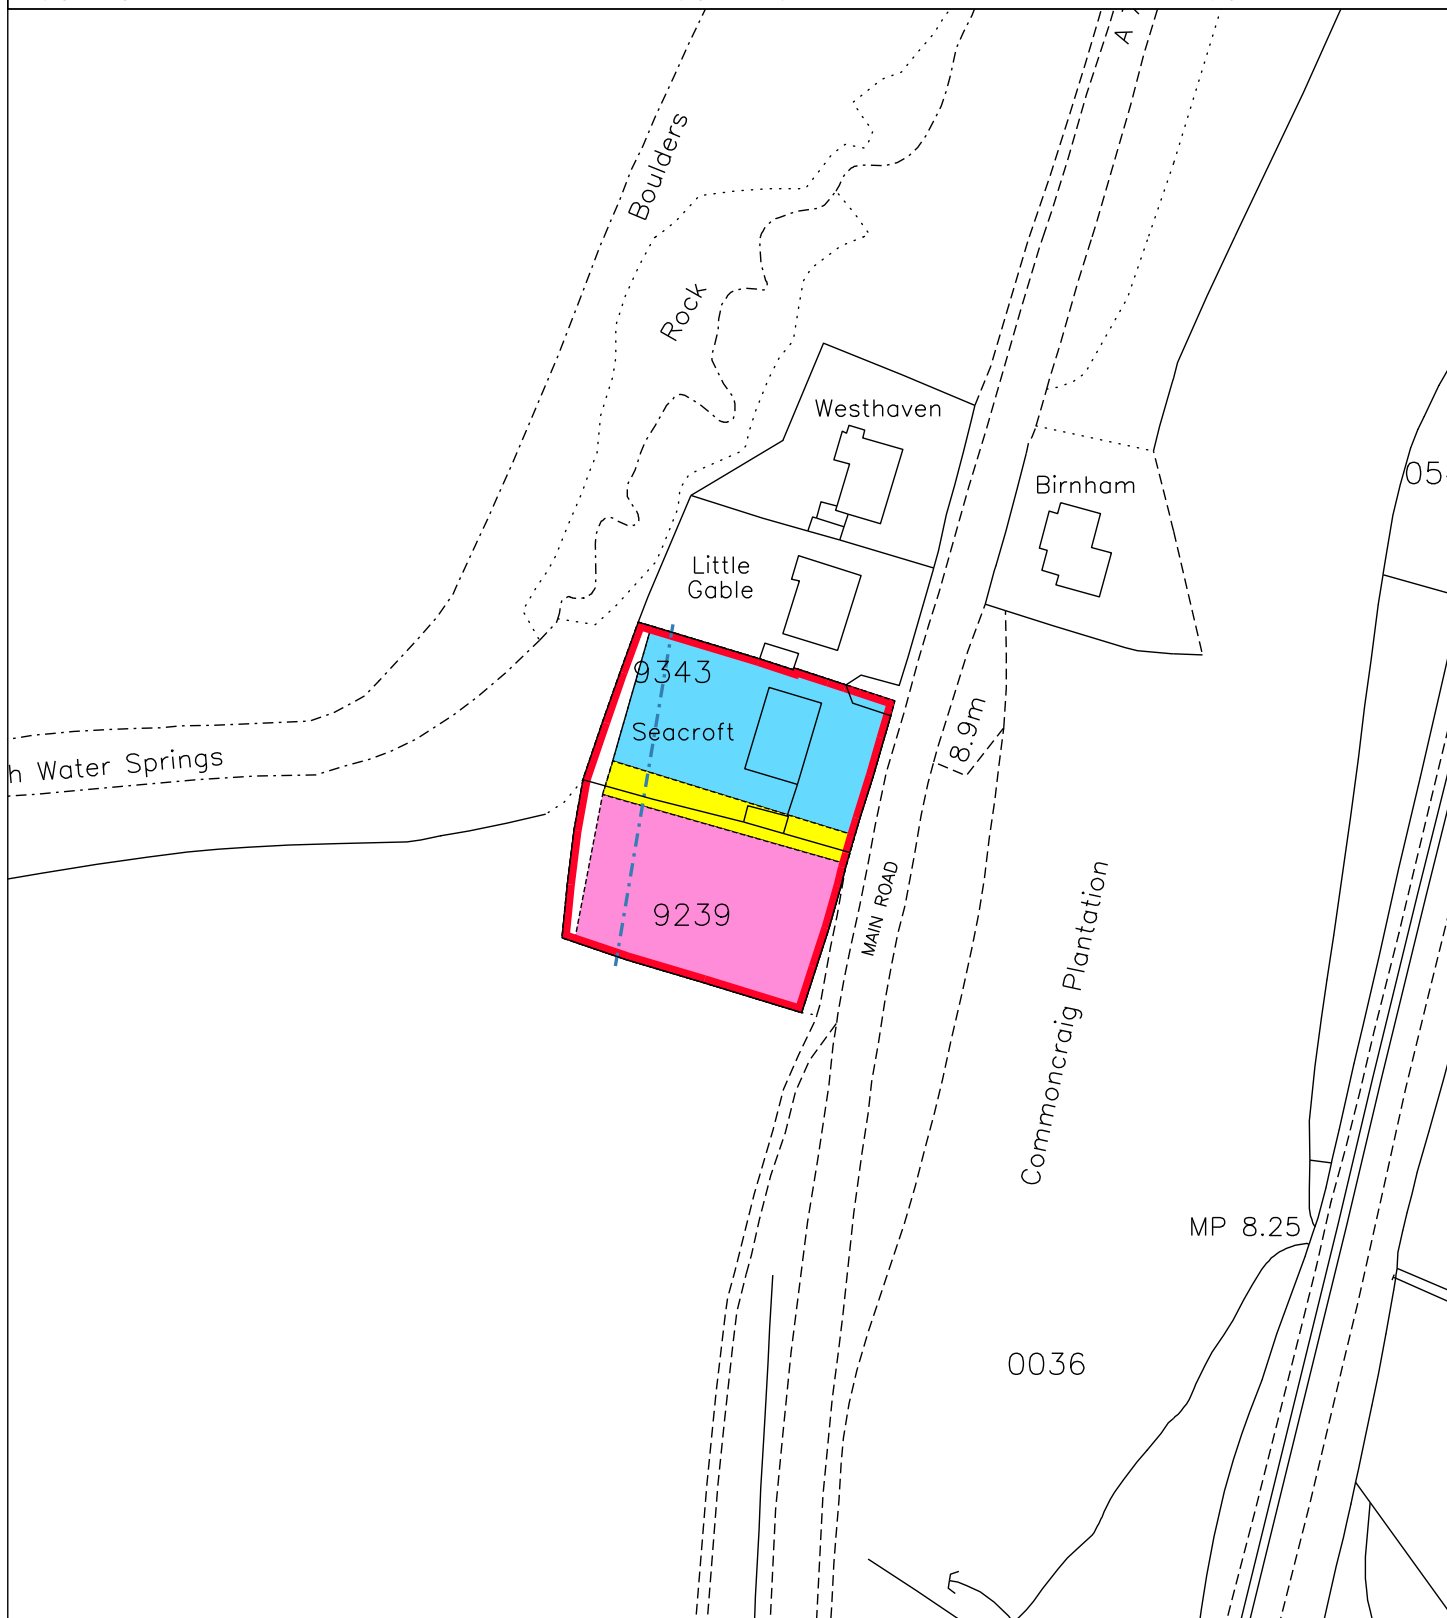 A
Boulders
Rock
Westhaven
Birnham
05
Little
Gable
9343
Seacroft
8.9m
h Water Springs
MAIN ROAD
9239
Commoncraig Plantation
MP 8.25
0036